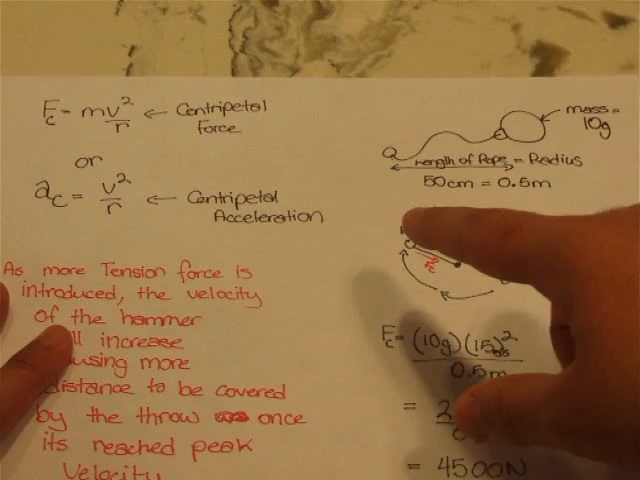 Fc = mv²/r ← Centripetal
Force
or
ac = v²/r ← Centripetal
Acceleration
mass =
10g
Length of Rope = Radius
50cm = 0.5m
As more Tension force is
introduced, the velocity
of the hammer
increase
using more
distance to be covered
by the throw once
its reached peak
Velocity
Fc = (10g)(15)²
0.5m
= 2
= 4500N